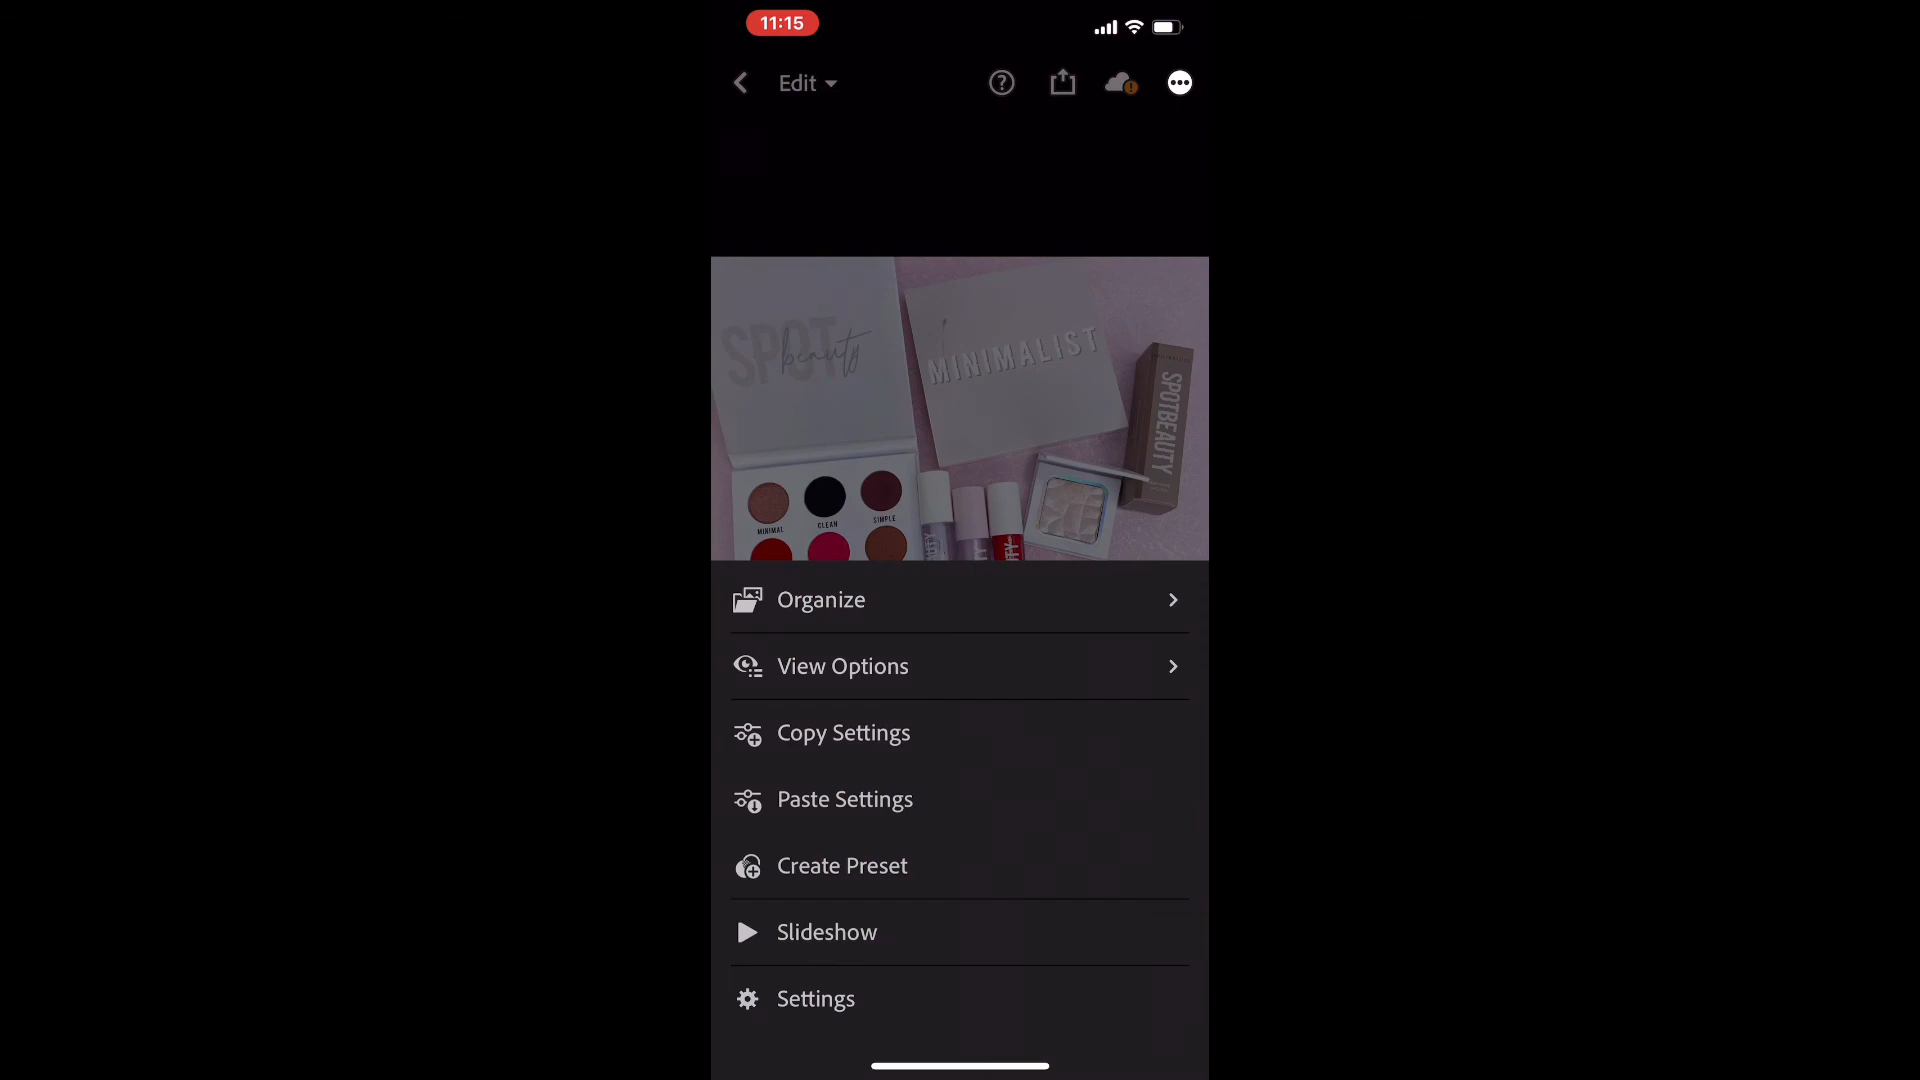 11:15
Edit
SPOT
beauty
MINIMALIST
SPOTBEAUTY
MINIMAL
CLEAN
SIMPLE
Organize
View Options
Copy Settings
Paste Settings
Create Preset
Slideshow
Settings